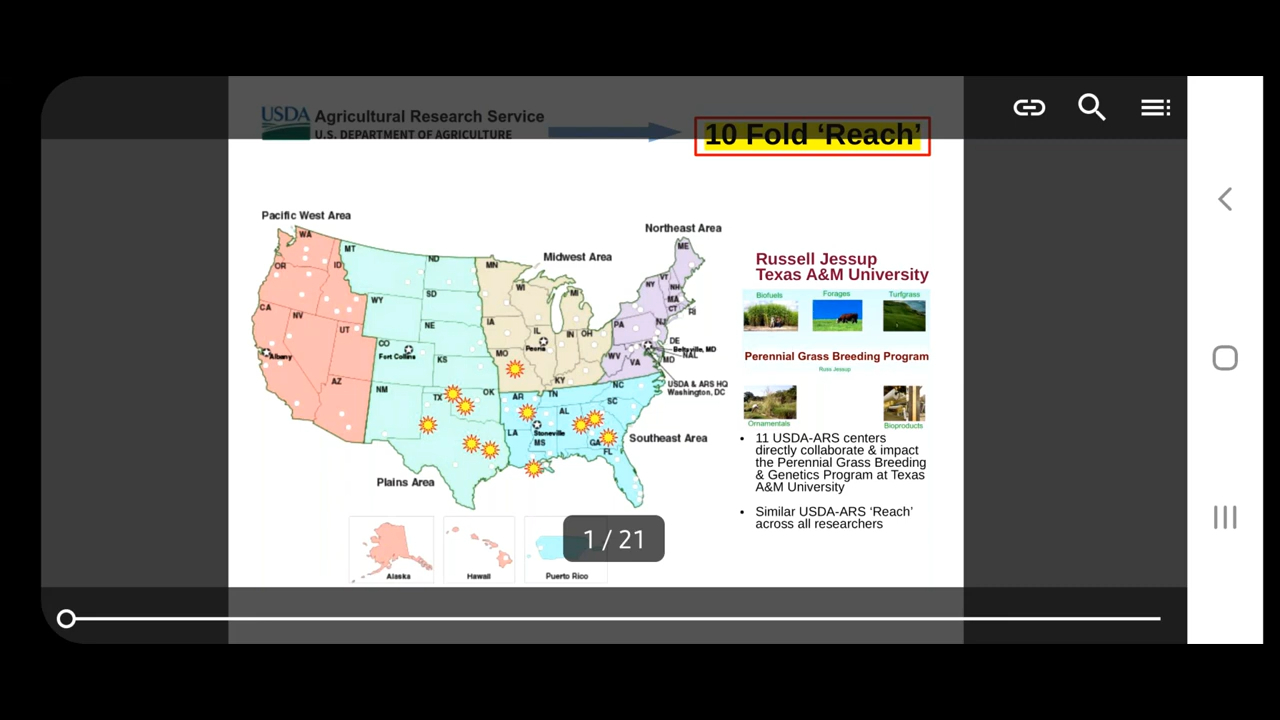 USDA Agricultural Research Service
U.S. DEPARTMENT OF AGRICULTURE
10 Fold ‘Reach’
Pacific West Area
Northeast Area
Midwest Area
WA
MT
ND
MN
ME
OR
ID
WI
MI
VT
NY
NH
MA
CT
RI
WY
SD
CA
NV
UT
NE
IA
IL
IN
OH
PA
NJ
Albany
CO
Fort Collins
KS
MO
Peoria
WV
VA
DE
Beltsville, MD
NAL
MD
AZ
NM
TX
OK
KY
NC
USDA & ARS HQ
Washington, DC
AR
TN
SC
AL
LA
Stoneville
MS
GA
FL
Southeast Area
Plains Area
Alaska
Hawaii
Puerto Rico
Russell Jessup
Texas A&M University
Biofuels
Forages
Turfgrass
Perennial Grass Breeding Program
Russ Jessup
Ornamentals
Bioproducts
• 11 USDA-ARS centers
directly collaborate & impact
the Perennial Grass Breeding
& Genetics Program at Texas
A&M University
• Similar USDA-ARS ‘Reach’
across all researchers
1 / 21